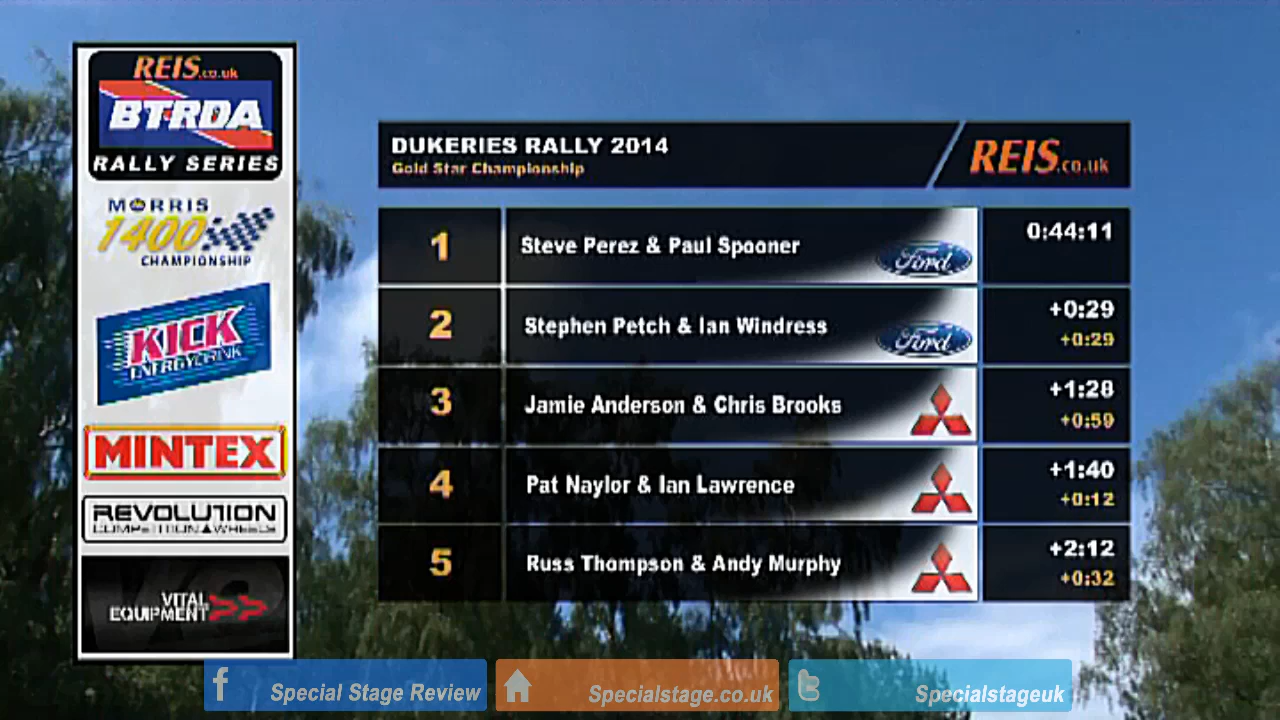 REIS.co.uk
BTRDA
RALLY SERIES
MORRIS
1400
CHAMPIONSHIP
KICK
ENERGY DRINK
MINTEX
REVOLUTION
COMPETITION WHEELS
VITAL
EQUIPMENT
DUKERIES RALLY 2014
Gold Star Championship
REIS.co.uk
1 Steve Perez & Paul Spooner Ford 0:44:11
2 Stephen Petch & Ian Windress Ford +0:29
+0:29
3 Jamie Anderson & Chris Brooks +1:28
+0:59
4 Pat Naylor & Ian Lawrence +1:40
+0:12
5 Russ Thompson & Andy Murphy +2:12
+0:32
f Special Stage Review
Specialstage.co.uk
Specialstageuk